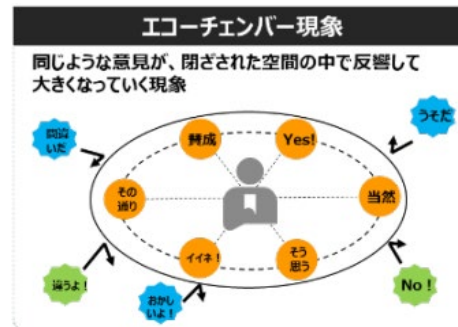 エコーチェンバー現象
同じような意見が、閉ざされた空間の中で反響して
大きくなっていく現象
間違
いだ
賛成
Yes!
うそだ
その
通り
当然
イイネ！
そう
思う
違うよ！
おかし
いよ！
No！